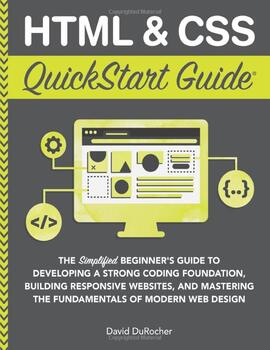 HTML & CSS
QuickStart Guide®
{...}
</>
THE Simplified BEGINNER'S GUIDE TO
DEVELOPING A STRONG CODING FOUNDATION,
BUILDING RESPONSIVE WEBSITES, AND MASTERING
THE FUNDAMENTALS OF MODERN WEB DESIGN
David DuRocher